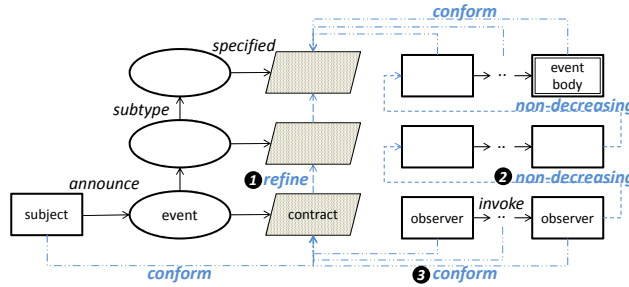 conform
specified
event
body
·· 
subtype
non-decreasing
announce
❶ refine
··
❷ non-decreasing
subject
event
contract
observer
invoke
··
observer
conform
❸ conform